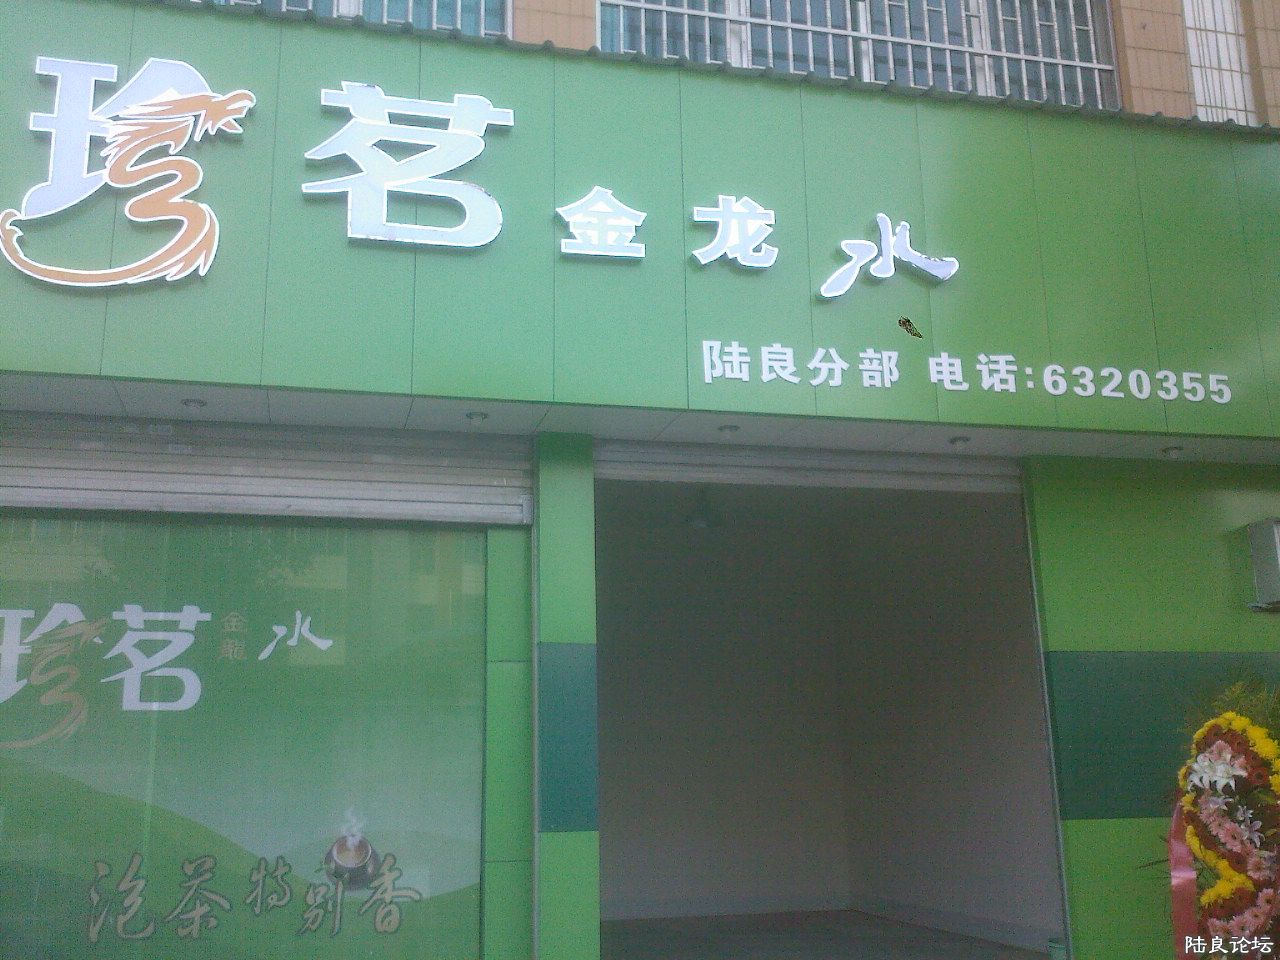 珍茗金龙水
陆良分部 电话:6320355
珍茗金龍水
泡茶特别香
陆良论坛